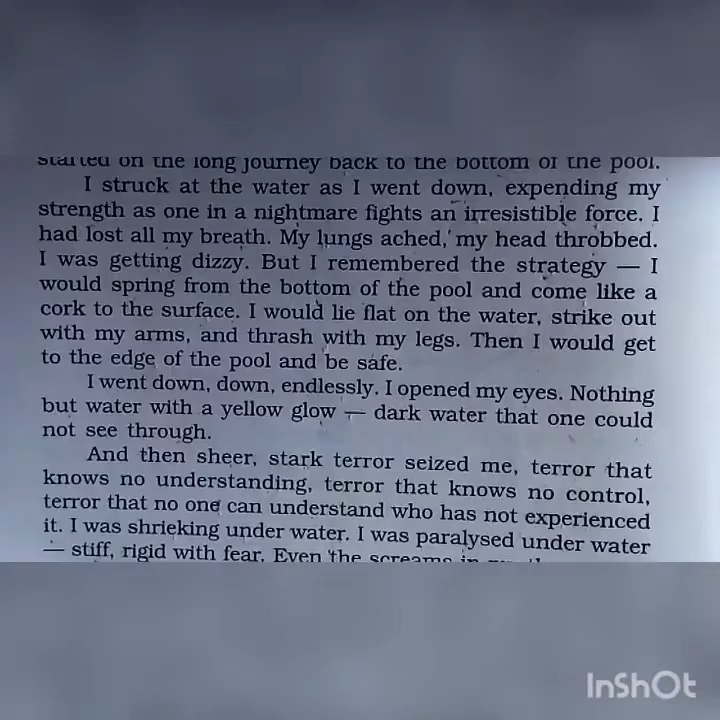 started on the long journey back to the bottom of the pool.
I struck at the water as I went down, expending my
strength as one in a nightmare fights an irresistible force. I
had lost all my breath. My lungs ached, my head throbbed.
I was getting dizzy. But I remembered the strategy — I
would spring from the bottom of the pool and come like a
cork to the surface. I would lie flat on the water, strike out
with my arms, and thrash with my legs. Then I would get
to the edge of the pool and be safe.
I went down, down, endlessly. I opened my eyes. Nothing
but water with a yellow glow — dark water that one could
not see through.
And then sheer, stark terror seized me, terror that
knows no understanding, terror that knows no control,
terror that no one can understand who has not experienced
it. I was shrieking under water. I was paralysed under water
— stiff, rigid with fear. Even the screams in
InShOt